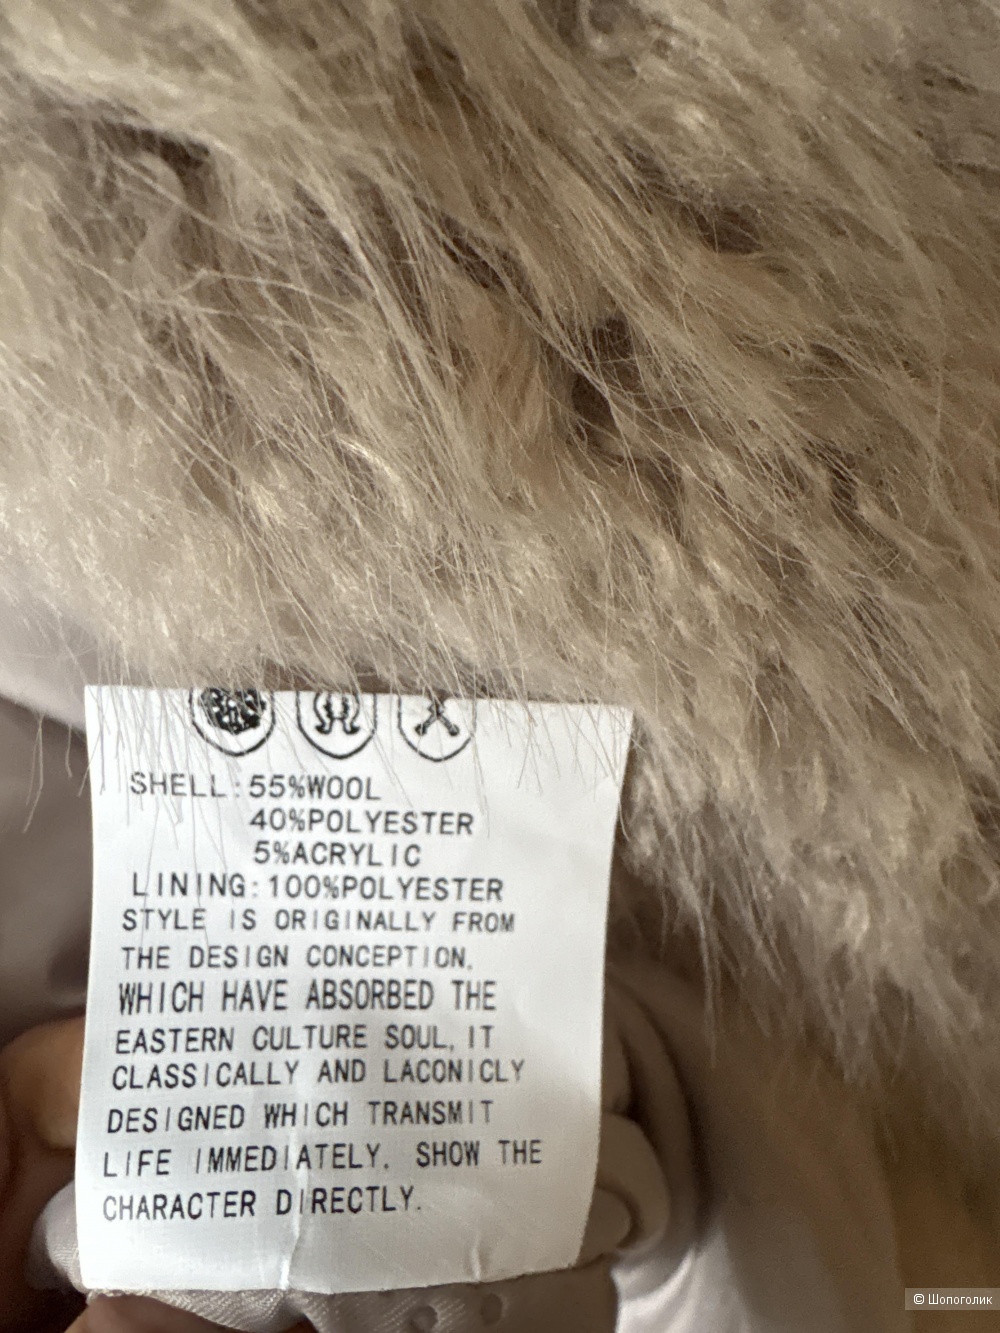 SHELL:55%WOOL
40%POLYESTER
5%ACRYLIC
LINING:100%POLYESTER
STYLE IS ORIGINALLY FROM
THE DESIGN CONCEPTION,
WHICH HAVE ABSORBED THE
EASTERN CULTURE SOUL, IT
CLASSICALLY AND LACONICLY
DESIGNED WHICH TRANSMIT
LIFE IMMEDIATELY, SHOW THE
CHARACTER DIRECTLY.
© Шопоголик